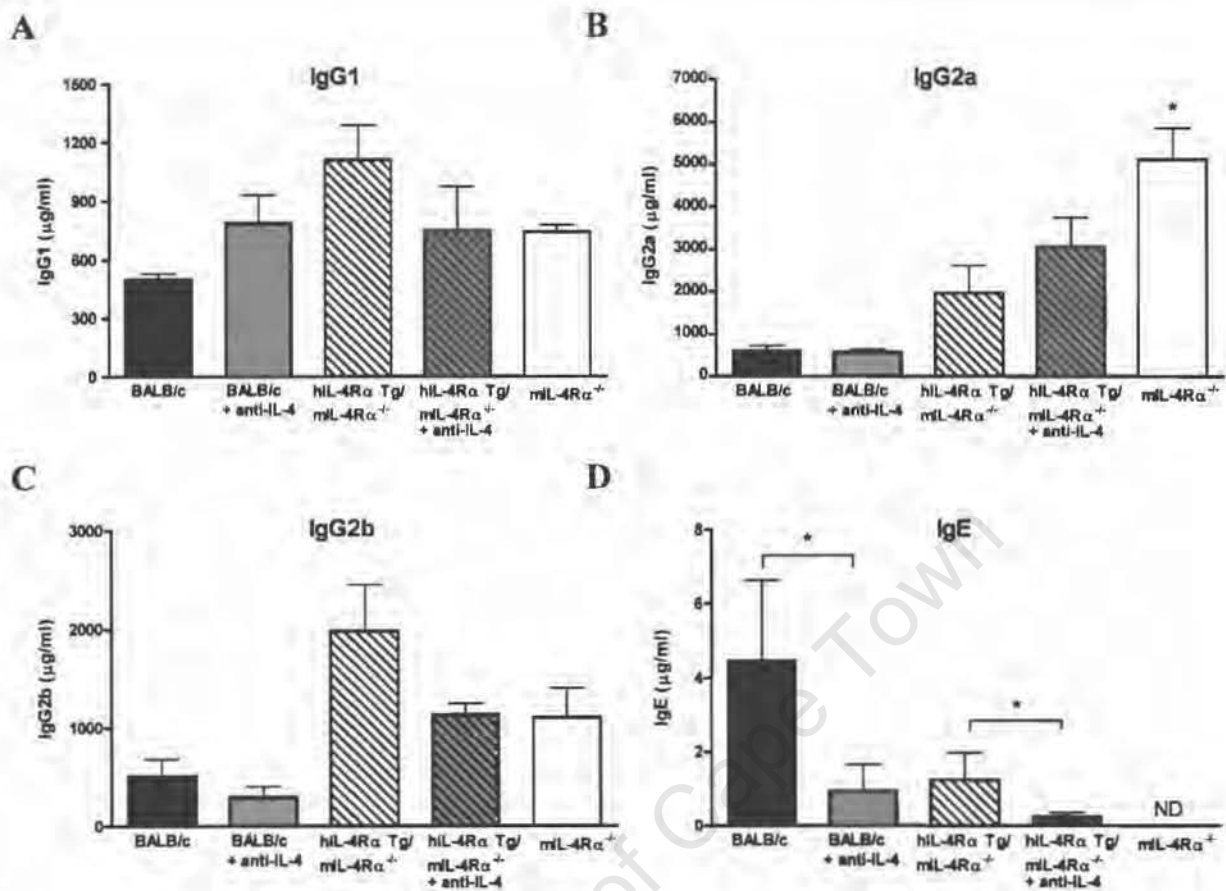 A
IgG1
IgG1 (µg/ml)
1500
1200
900
600
300
0
BALB/c
BALB/c
+ anti-IL-4
hIL-4Rα Tg/
mIL-4Rα-/-
hIL-4Rα Tg/
mIL-4Rα-/-
+ anti-IL-4
mIL-4Rα-/-
B
IgG2a
IgG2a (µg/ml)
7000
6000
5000
4000
3000
2000
1000
0
*
BALB/c
BALB/c
+ anti-IL-4
hIL-4Rα Tg/
mIL-4Rα-/-
hIL-4Rα Tg/
mIL-4Rα-/-
+ anti-IL-4
mIL-4Rα-/-
C
IgG2b
IgG2b (µg/ml)
3000
2000
1000
0
BALB/c
BALB/c
+ anti-IL-4
hIL-4Rα Tg/
mIL-4Rα-/-
hIL-4Rα Tg/
mIL-4Rα-/-
+ anti-IL-4
mIL-4Rα-/-
D
IgE
IgE (µg/ml)
8
6
4
2
0
*
*
ND
BALB/c
BALB/c
+ anti-IL-4
hIL-4Rα Tg/
mIL-4Rα-/-
hIL-4Rα Tg/
mIL-4Rα-/-
+ anti-IL-4
mIL-4Rα-/-
of Cape Town